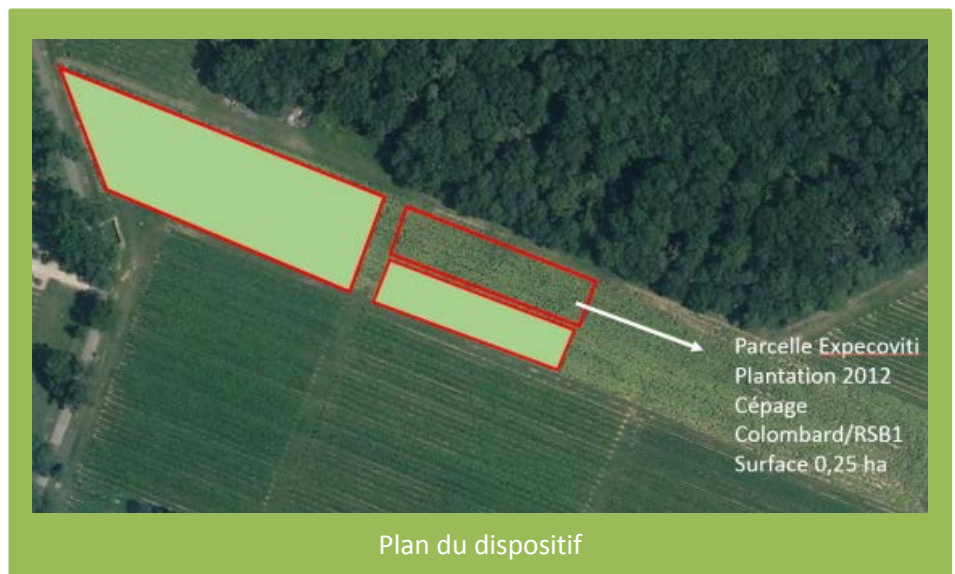 Parcelle Expecoviti
Plantation 2012
Cépage
Colombard/RSB1
Surface 0,25 ha
Plan du dispositif